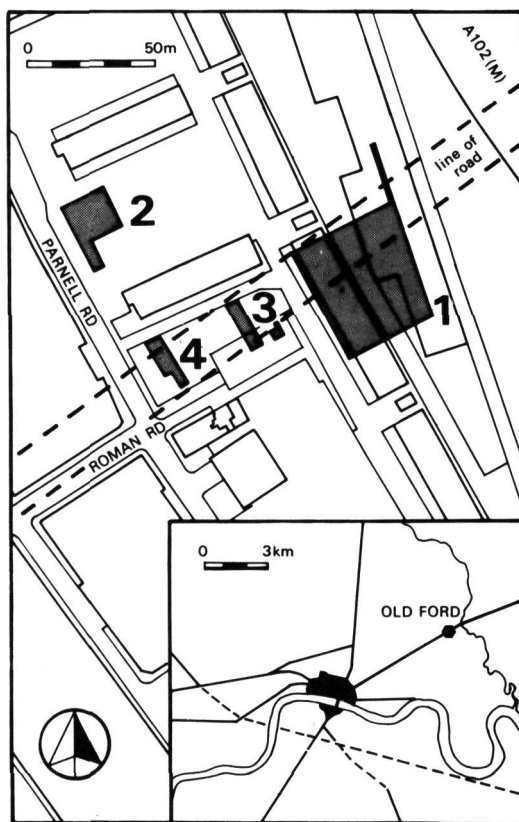 0 50m
A102(M)
line of
road
2
PARNELL RD
3
1
4
ROMAN RD
0 3km
OLD FORD